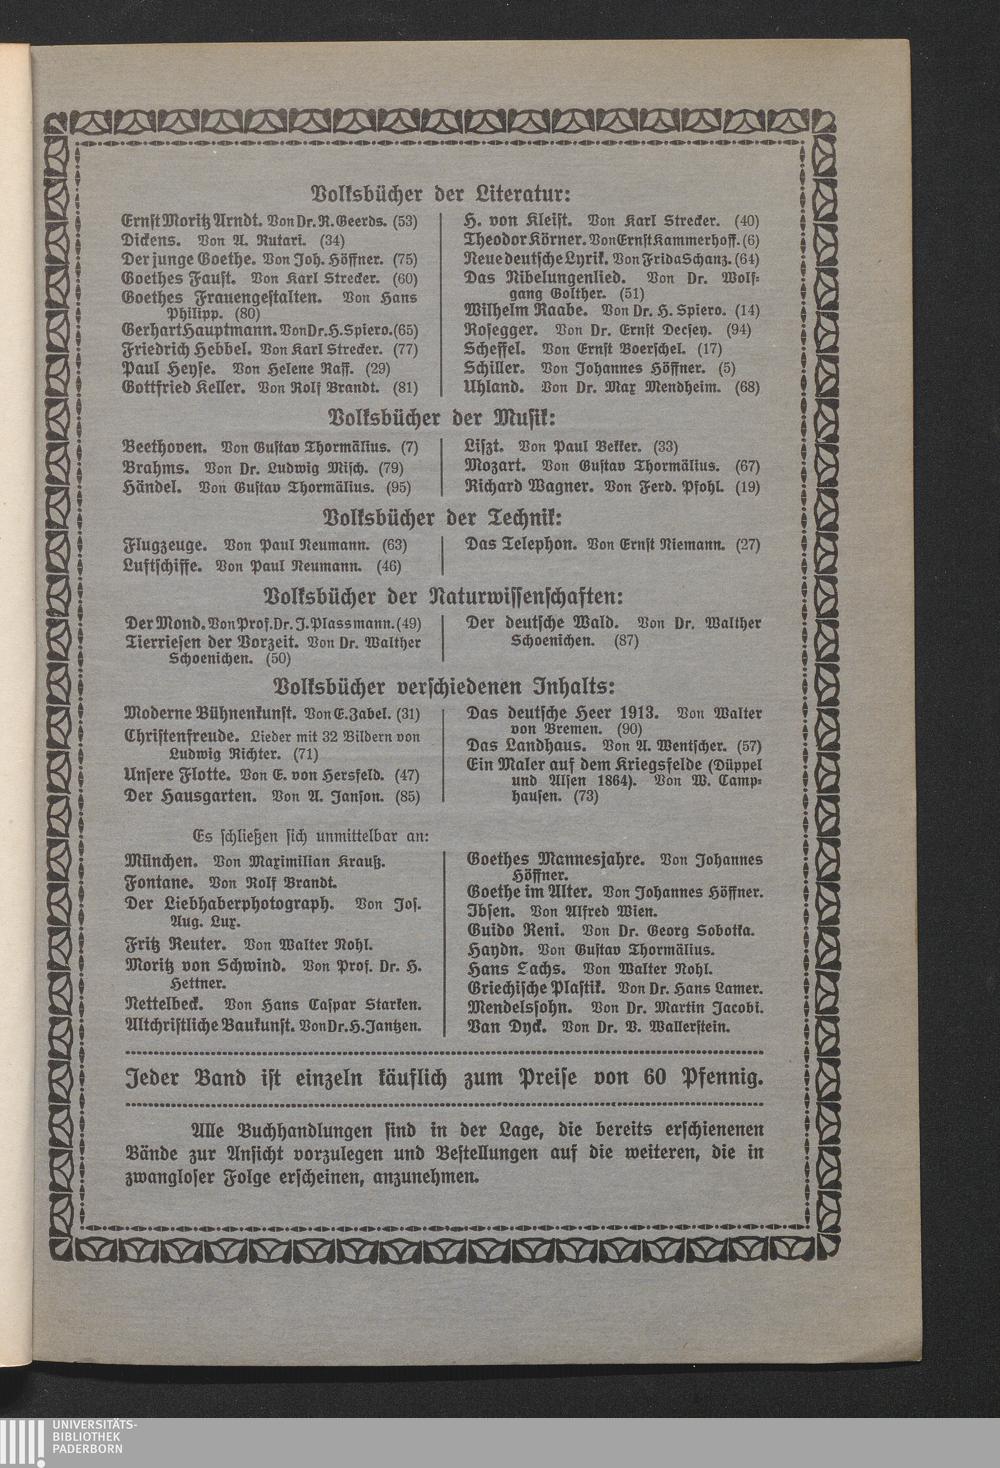 Volksbücher der Literatur:
Ernst Moritz Arndt. Von Dr. R. Geerds. (53)
Dickens. Von A. Rutari. (34)
Der junge Goethe. Von Joh. Höffner. (75)
Goethes Faust. Von Karl Strecker. (60)
Goethes Frauengestalten. Von Hans
Philipp. (80)
Gerhart Hauptmann. Von Dr. H. Spiero. (65)
Friedrich Hebbel. Von Karl Strecker. (77)
Paul Heyse. Von Helene Raff. (29)
Gottfried Keller. Von Rolf Brandt. (81)
H. von Kleist. Von Karl Strecker. (40)
Theodor Körner. Von Ernst Kammerhoff. (6)
Neue deutsche Lyrik. Von Frida Schanz. (64)
Das Nibelungenlied. Von Dr. Wolf-
gang Golther. (51)
Wilhelm Raabe. Von Dr. H. Spiero. (14)
Rosegger. Von Dr. Ernst Decsey. (94)
Scheffel. Von Ernst Boerschel. (17)
Schiller. Von Johannes Höffner. (5)
Uhland. Von Dr. Max Mendheim. (68)
Volksbücher der Musik:
Beethoven. Von Gustav Thormälius. (7)
Brahms. Von Dr. Ludwig Misch. (79)
Händel. Von Gustav Thormälius. (95)
Liszt. Von Paul Bekker. (33)
Mozart. Von Gustav Thormälius. (67)
Richard Wagner. Von Ferd. Pfohl. (19)
Volksbücher der Technik:
Flugzeuge. Von Paul Neumann. (63)
Luftschiffe. Von Paul Neumann. (46)
Das Telephon. Von Ernst Niemann. (27)
Volksbücher der Naturwissenschaften:
Der Mond. Von Prof. Dr. J. Plassmann. (49)
Tierriesen der Vorzeit. Von Dr. Walther
Schoenichen. (50)
Der deutsche Wald. Von Dr. Walther
Schoenichen. (87)
Volksbücher verschiedenen Inhalts:
Moderne Bühnenkunst. Von E. Zabel. (31)
Christenfreude. Lieder mit 32 Bildern von
Ludwig Richter. (71)
Unsere Flotte. Von E. von Hersfeld. (47)
Der Hausgarten. Von A. Janson. (85)
Das deutsche Heer 1913. Von Walter
von Bremen. (90)
Das Landhaus. Von A. Wentscher. (57)
Ein Maler auf dem Kriegsfelde (Düppel
und Alsen 1864). Von W. Camp-
hausen. (73)
Es schließen sich unmittelbar an:
München. Von Maximilian Krauß.
Fontane. Von Rolf Brandt.
Der Liebhaberphotograph. Von Jos.
Aug. Lux.
Fritz Reuter. Von Walter Nohl.
Moritz von Schwind. Von Prof. Dr. H.
Hettner.
Nettelbeck. Von Hans Caspar Starken.
Altchristliche Baukunst. Von Dr. H. Jantzen.
Goethes Mannesjahre. Von Johannes
Höffner.
Goethe im Alter. Von Johannes Höffner.
Ibsen. Von Alfred Wien.
Guido Reni. Von Dr. Georg Sobotka.
Haydn. Von Gustav Thormälius.
Hans Sachs. Von Walter Nohl.
Griechische Plastik. Von Dr. Hans Lamer.
Mendelssohn. Von Dr. Martin Jacobi.
Van Dyck. Von Dr. V. Wallerstein.
Jeder Band ist einzeln käuflich zum Preise von 60 Pfennig.
Alle Buchhandlungen sind in der Lage, die bereits erschienenen
Bände zur Ansicht vorzulegen und Bestellungen auf die weiteren, die in
zwangloser Folge erscheinen, anzunehmen.
UNIVERSITÄTS-
BIBLIOTHEK
PADERBORN